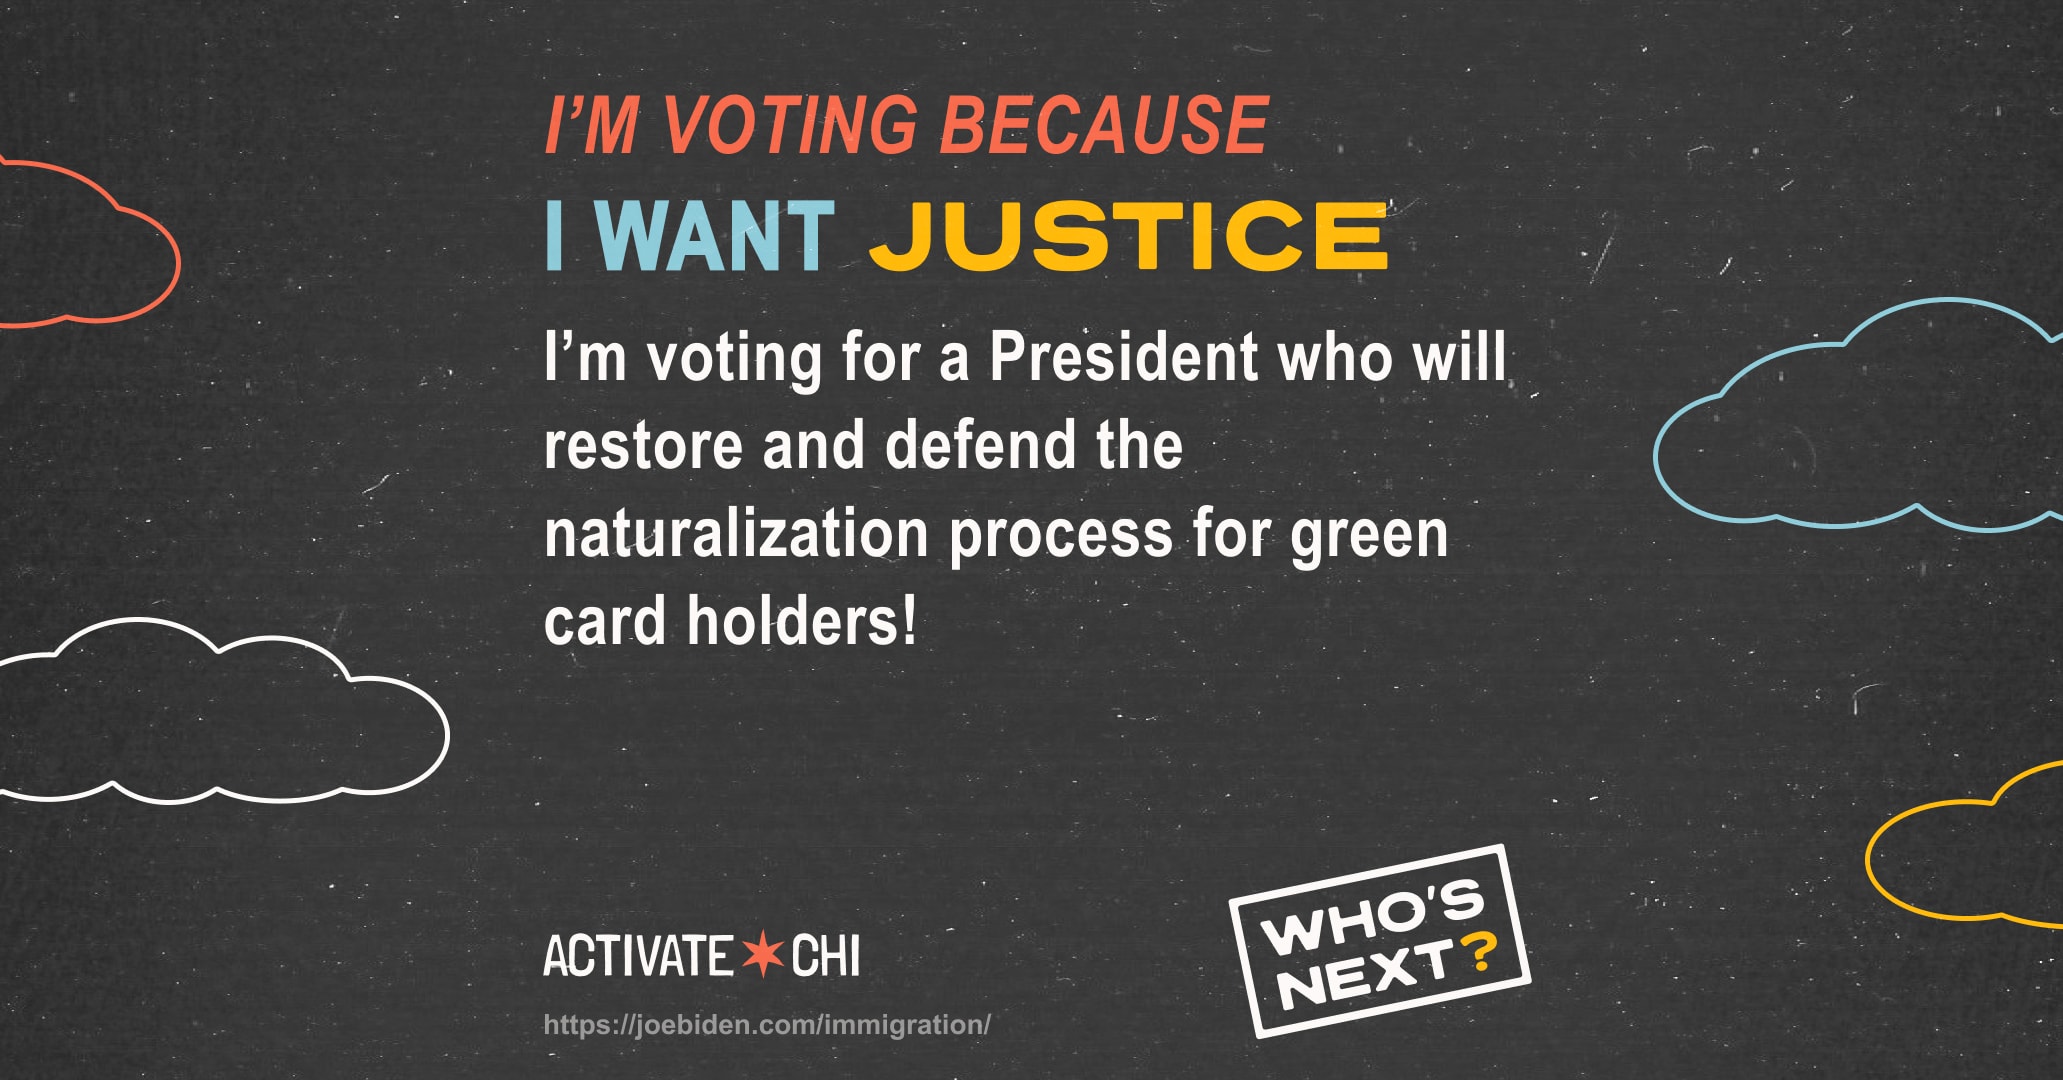 I’M VOTING BECAUSE
I WANT JUSTICE
I’m voting for a President who will
restore and defend the
naturalization process for green
card holders!
ACTIVATE CHI
https://joebiden.com/immigration/
WHO'S
NEXT?